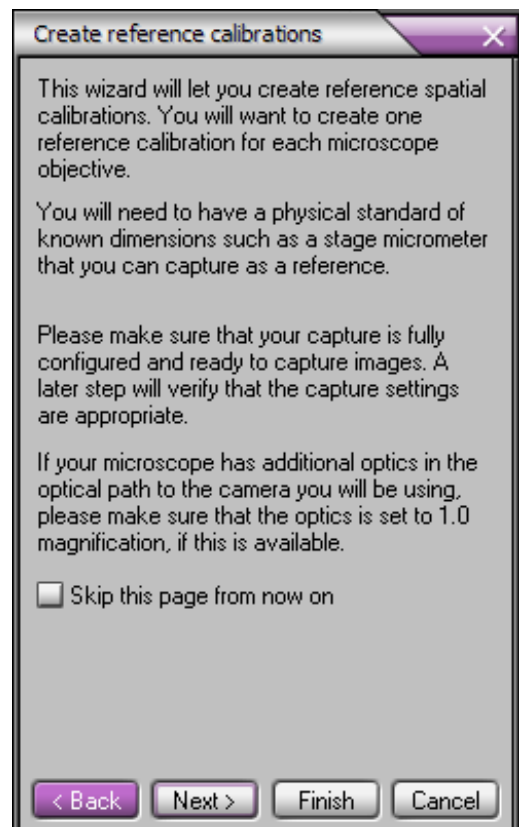 Create reference calibrations
This wizard will let you create reference spatial
calibrations. You will want to create one
reference calibration for each microscope
objective.
You will need to have a physical standard of
known dimensions such as a stage micrometer
that you can capture as a reference.
Please make sure that your capture is fully
configured and ready to capture images. A
later step will verify that the capture settings
are appropriate.
If your microscope has additional optics in the
optical path to the camera you will be using,
please make sure that the optics is set to 1.0
magnification, if this is available.
Skip this page from now on
< Back Next > Finish Cancel